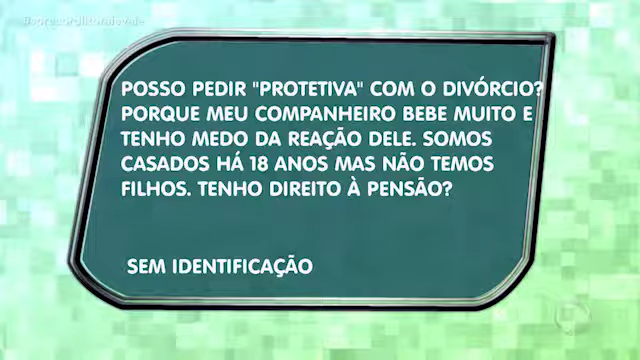 POSSO PEDIR "PROTETIVA" COM O DIVÓRCIO?
PORQUE MEU COMPANHEIRO BEBE MUITO E
TENHO MEDO DA REAÇÃO DELE. SOMOS
CASADOS HÁ 18 ANOS MAS NÃO TEMOS
FILHOS. TENHO DIREITO À PENSÃO?
SEM IDENTIFICAÇÃO